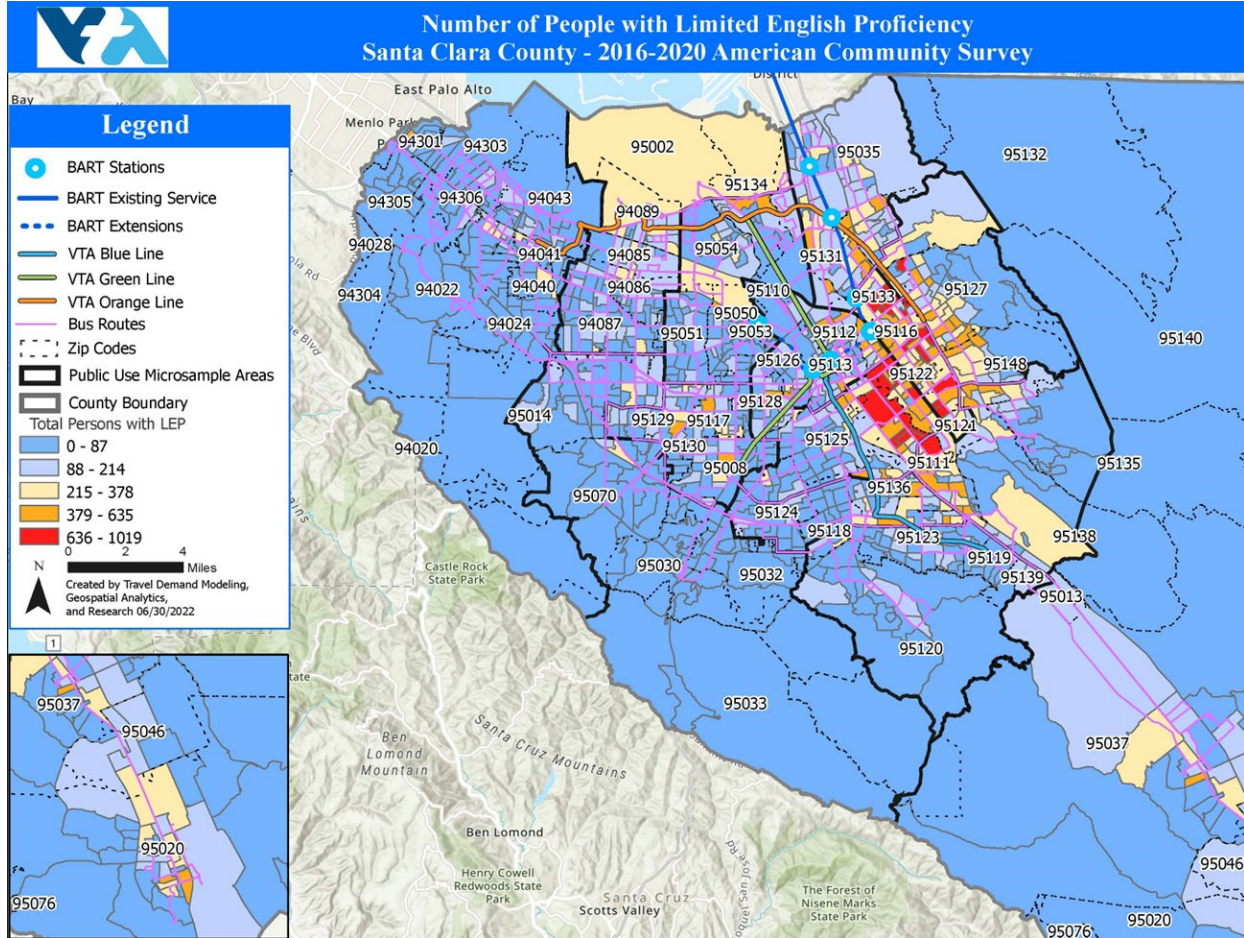 VTA
Number of People with Limited English Proficiency
Santa Clara County - 2016-2020 American Community Survey
District
Bay
East Palo Alto
Menlo Park
Legend
BART Stations
BART Existing Service
BART Extensions
VTA Blue Line
VTA Green Line
VTA Orange Line
Bus Routes
Zip Codes
Public Use Microsample Areas
County Boundary
Total Persons with LEP
0 - 87
88 - 214
215 - 378
379 - 635
636 - 1019
0 2 4
Miles
N
Created by Travel Demand Modeling,
Geospatial Analytics,
and Research 06/30/2022
1
94301
94303
95002
95035
95132
94305
94306
94043
95134
94028
94089
94041
94085
95054
95131
94304
94022
94040
94086
95110
95133
95127
94024
94087
95051
95050
95053
95112
95116
95140
95126
95113
95122
95148
95014
95129
95117
95128
95125
95121
94020
95130
95008
95111
95135
95070
95136
95124
95118
95123
95138
95030
95032
95119
95139
95013
95120
95033
95037
95046
95020
95076
Castle Rock
State Park
Ben
Lomond
Mountain
Santa Cruz Mountains
Ben Lomond
Henry Cowell
Redwoods State
Park
Santa Cruz
Scotts Valley
The Forest of
Nisene Marks
State Park
State
95037
95046
95020
95076